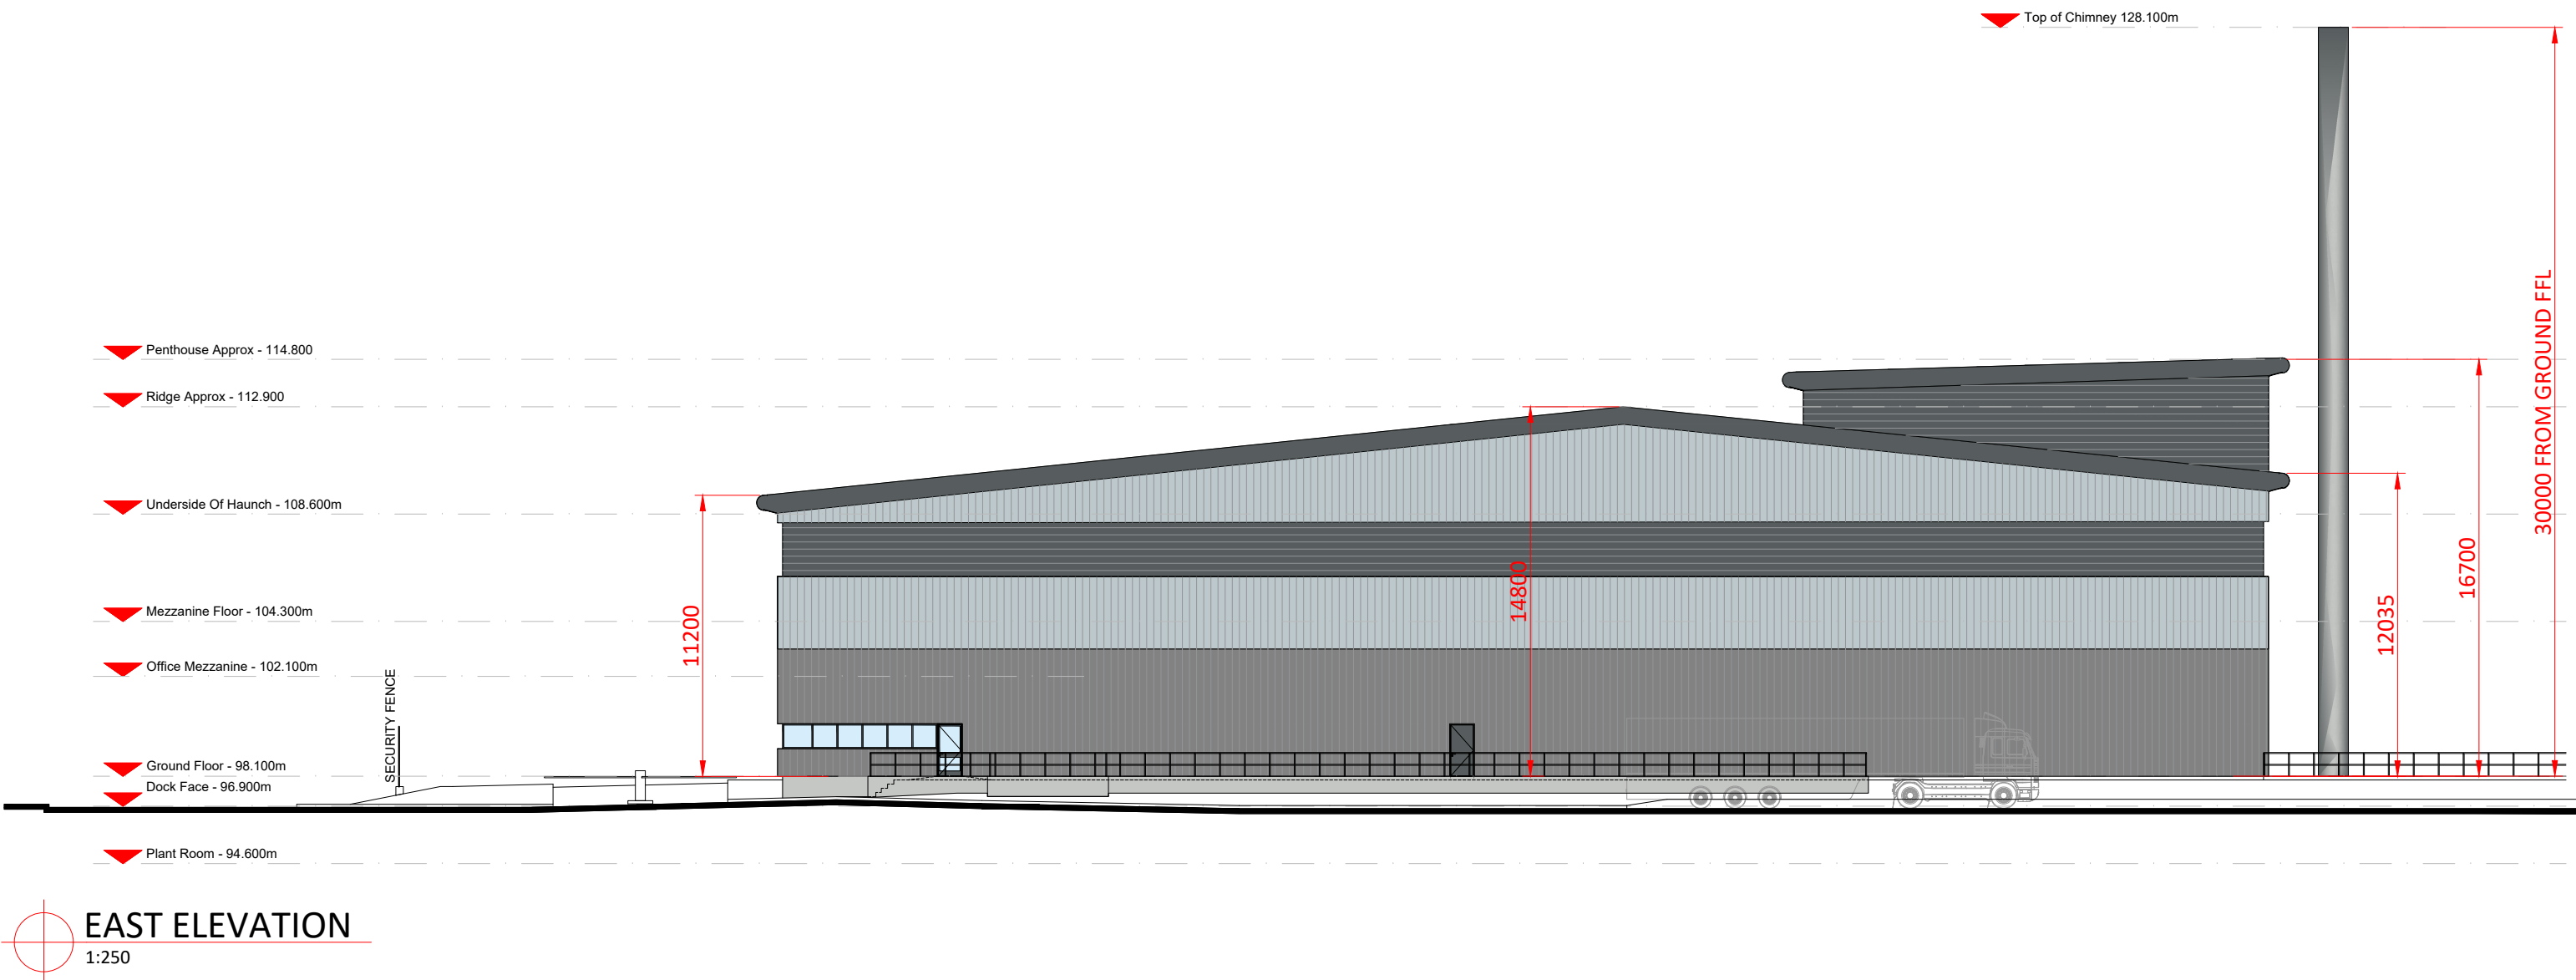 Top of Chimney 128.100m
Penthouse Approx - 114.800
Ridge Approx - 112.900
Underside Of Haunch - 108.600m
Mezzanine Floor - 104.300m
Office Mezzanine - 102.100m
SECURITY FENCE
Ground Floor - 98.100m
Dock Face - 96.900m
Plant Room - 94.600m
11200
14800
12035
16700
30000 FROM GROUND FFL
EAST ELEVATION
1:250